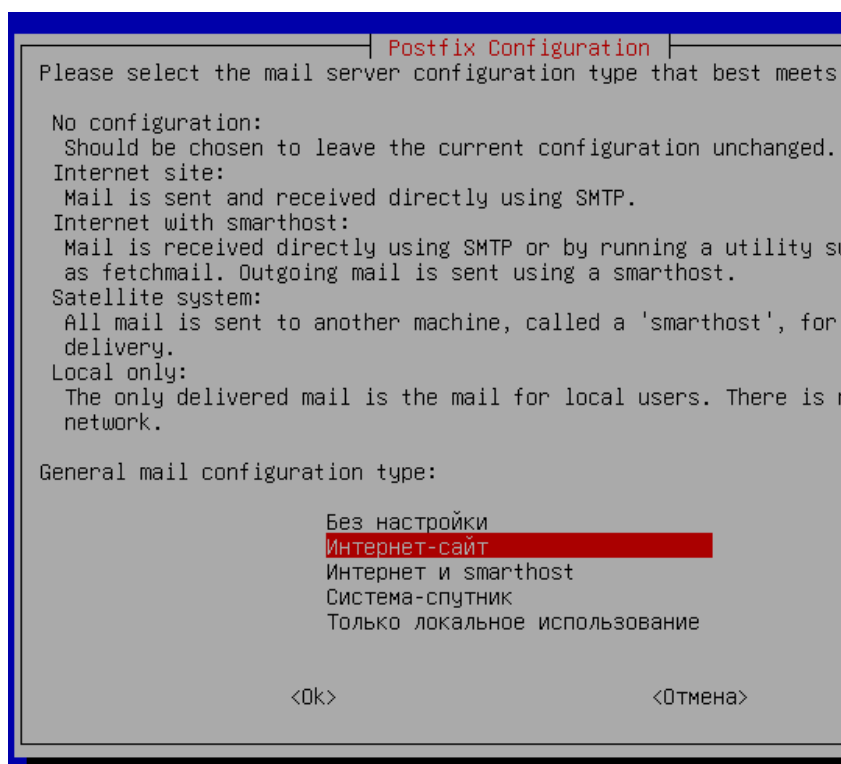 Postfix Configuration
Please select the mail server configuration type that best meets
No configuration:
Should be chosen to leave the current configuration unchanged.
Internet site:
Mail is sent and received directly using SMTP.
Internet with smarthost:
Mail is received directly using SMTP or by running a utility
as fetchmail. Outgoing mail is sent using a smarthost.
Satellite system:
All mail is sent to another machine, called a 'smarthost', for
delivery.
Local only:
The only delivered mail is the mail for local users. There is
network.
General mail configuration type:
Без настройки
Интернет-сайт
Интернет и smarthost
Система-спутник
Только локальное использование
<Ok> <Отмена>